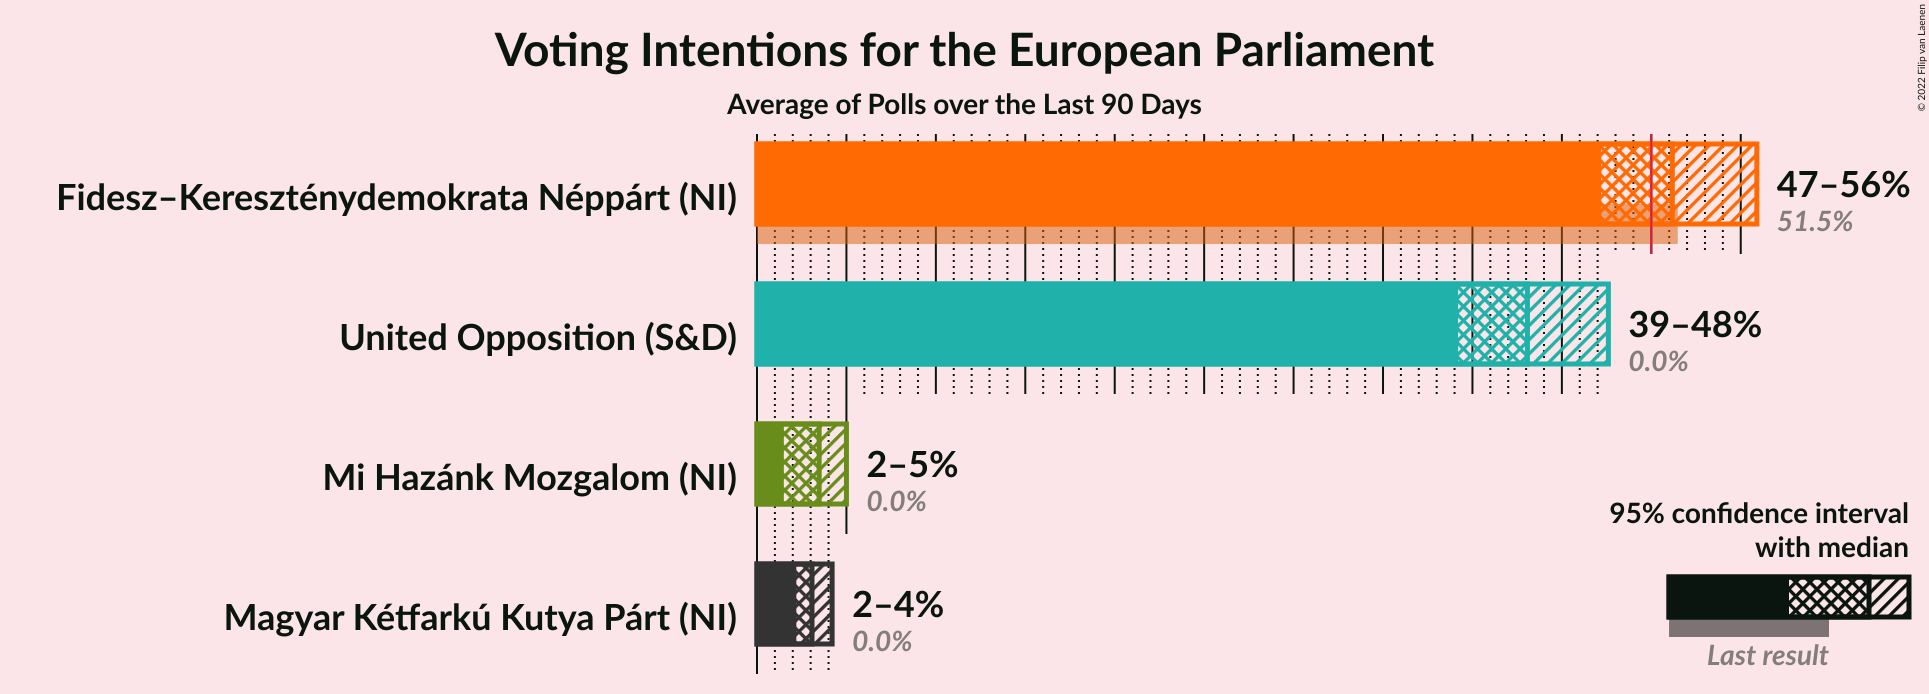 Voting Intentions for the European Parliament
Average of Polls over the Last 90 Days
© 2022 Filip van Laenen
Fidesz–Kereszténydemokrata Néppárt (NI)
47–56%
51.5%
United Opposition (S&D)
39–48%
0.0%
Mi Hazánk Mozgalom (NI)
2–5%
0.0%
Magyar Kétfarkú Kutya Párt (NI)
2–4%
0.0%
95% confidence interval
with median
Last result